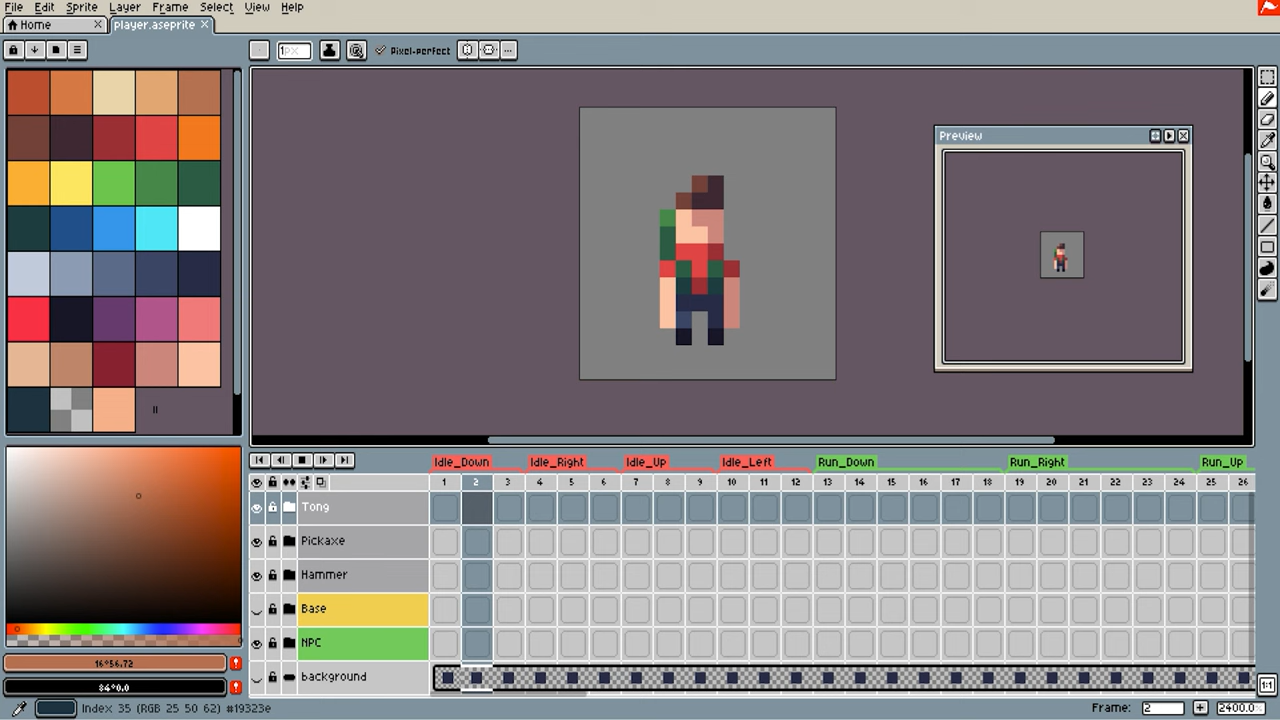 File Edit Sprite Layer Frame Select View Help
Home player.aseprite
1px Pixel-perfect
Preview
Idle_Down Idle_Right Idle_Up Idle_Left Run_Down Run_Right Run_Up
1 2 3 4 5 6 7 8 9 10 11 12 13 14 15 16 17 18 19 20 21 22 23 24 25 26
Tong
Pickaxe
Hammer
Base
NPC
background
1:1
Index 35 (RGB 25 50 62) #19323e Frame: 2 2400.0